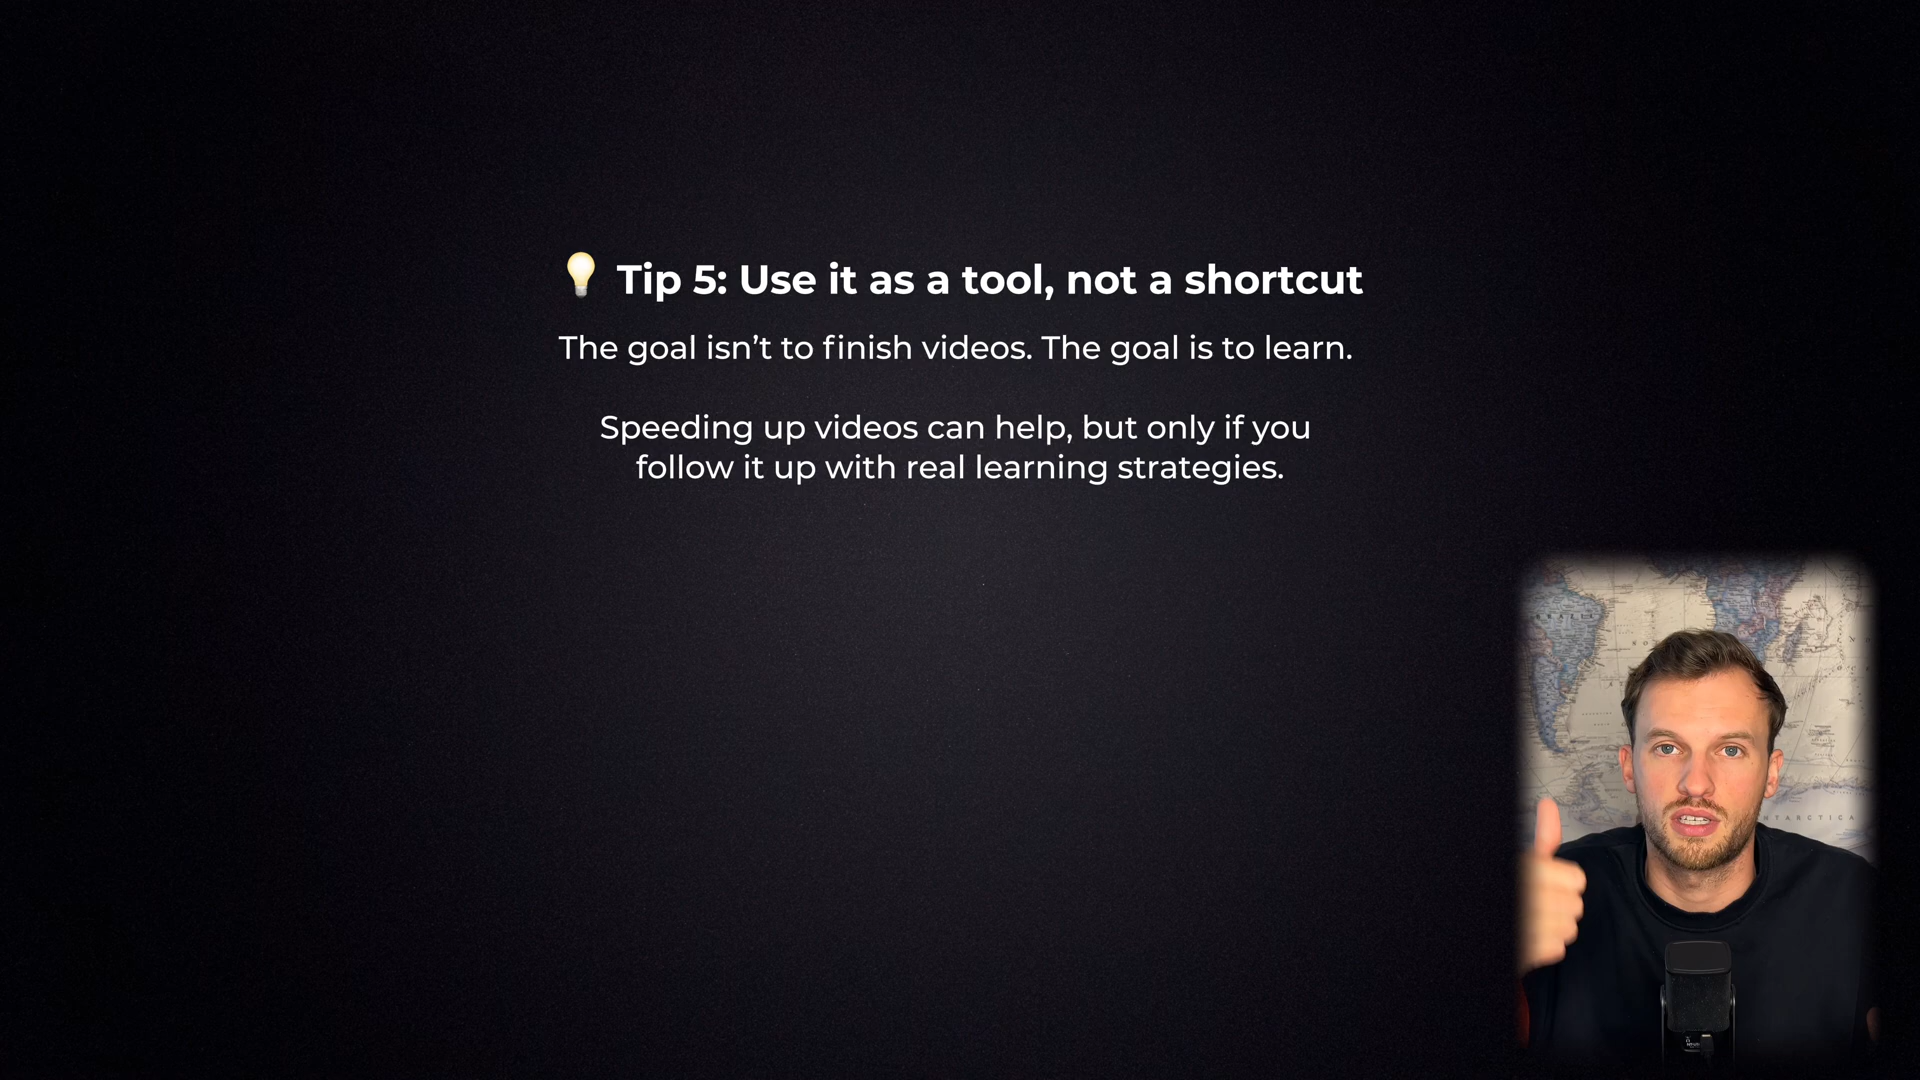 💡 Tip 5: Use it as a tool, not a shortcut
The goal isn’t to finish videos. The goal is to learn.
Speeding up videos can help, but only if you
follow it up with real learning strategies.
ANTARCTICA